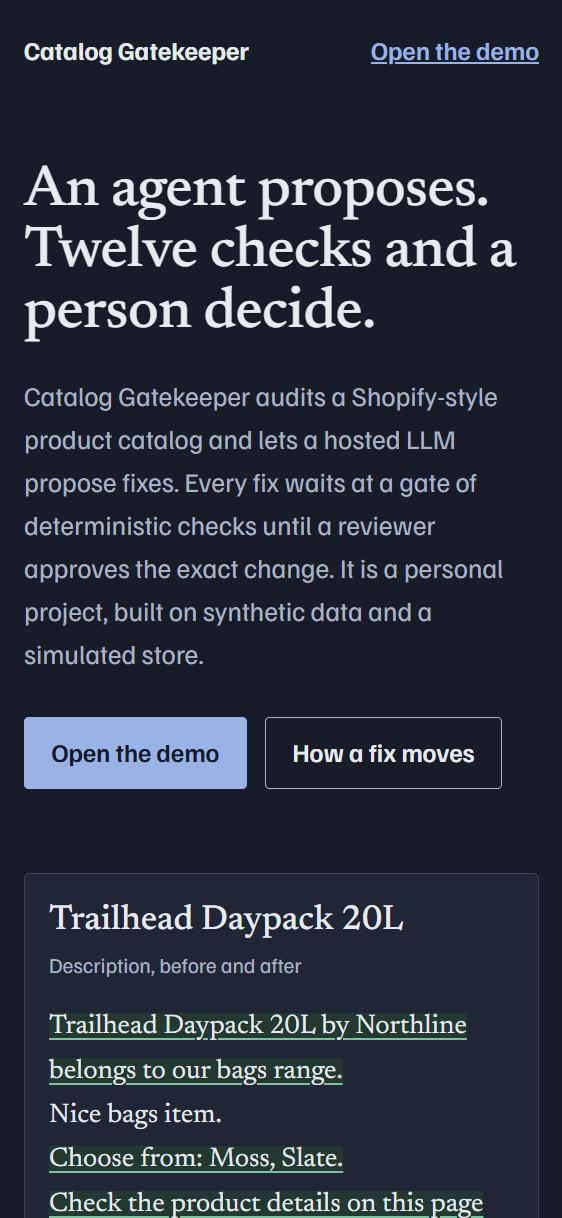 Catalog Gatekeeper
Open the demo
An agent proposes.
Twelve checks and a
person decide.
Catalog Gatekeeper audits a Shopify-style
product catalog and lets a hosted LLM
propose fixes. Every fix waits at a gate of
deterministic checks until a reviewer
approves the exact change. It is a personal
project, built on synthetic data and a
simulated store.
Open the demo
How a fix moves
Trailhead Daypack 20L
Description, before and after
Trailhead Daypack 20L by Northline
belongs to our bags range.
Nice bags item.
Choose from: Moss, Slate.
Check the product details on this page